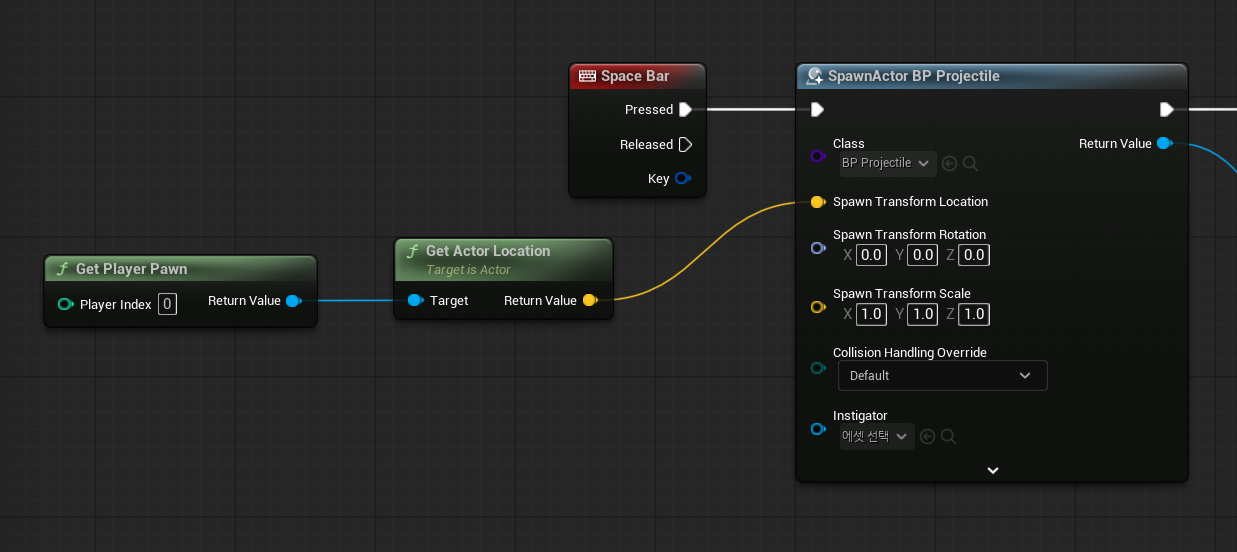 Space Bar
Pressed
Released
Key
SpawnActor BP Projectile
Class
BP Projectile
Return Value
Spawn Transform Location
Spawn Transform Rotation
X 0.0 Y 0.0 Z 0.0
Spawn Transform Scale
X 1.0 Y 1.0 Z 1.0
Collision Handling Override
Default
Instigator
에셋 선택
Get Player Pawn
Player Index 0
Return Value
Get Actor Location
Target is Actor
Target
Return Value